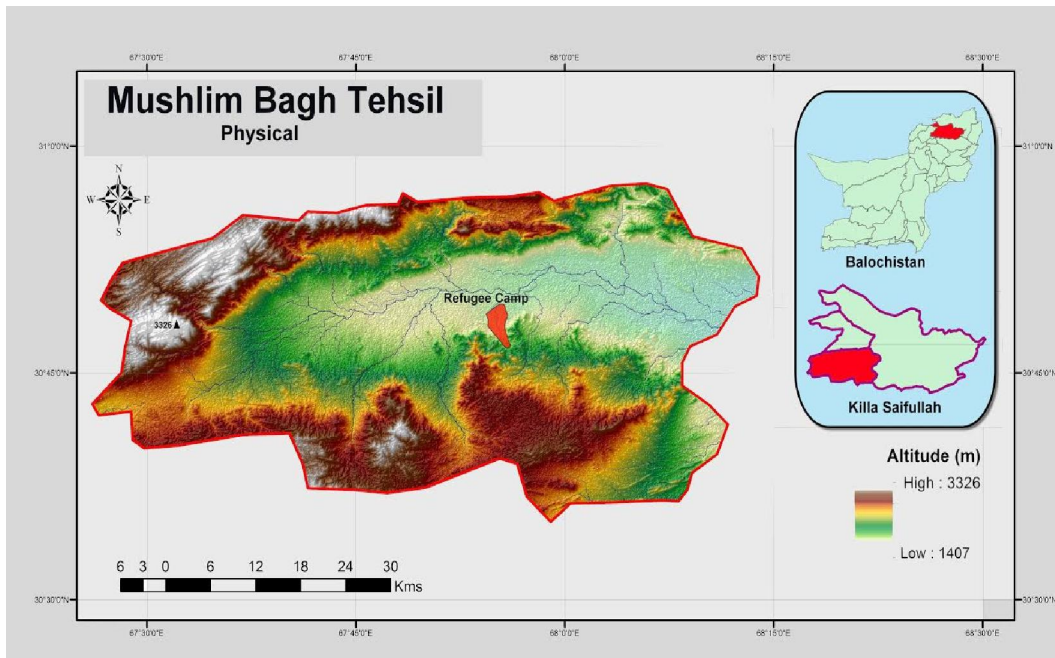 67°30'0"E 67°45'0"E 68°0'0"E 68°15'0"E 68°30'0"E
Mushlim Bagh Tehsil
Physical
31°0'0"N 31°0'0"N
N
W E
S
Balochistan
Refugee Camp
3326
30°45'0"N 30°45'0"N
Killa Saifullah
Altitude (m)
High : 3326
Low : 1407
6 3 0 6 12 18 24 30
Kms
30°30'0"N 30°30'0"N
67°30'0"E 67°45'0"E 68°0'0"E 68°15'0"E 68°30'0"E